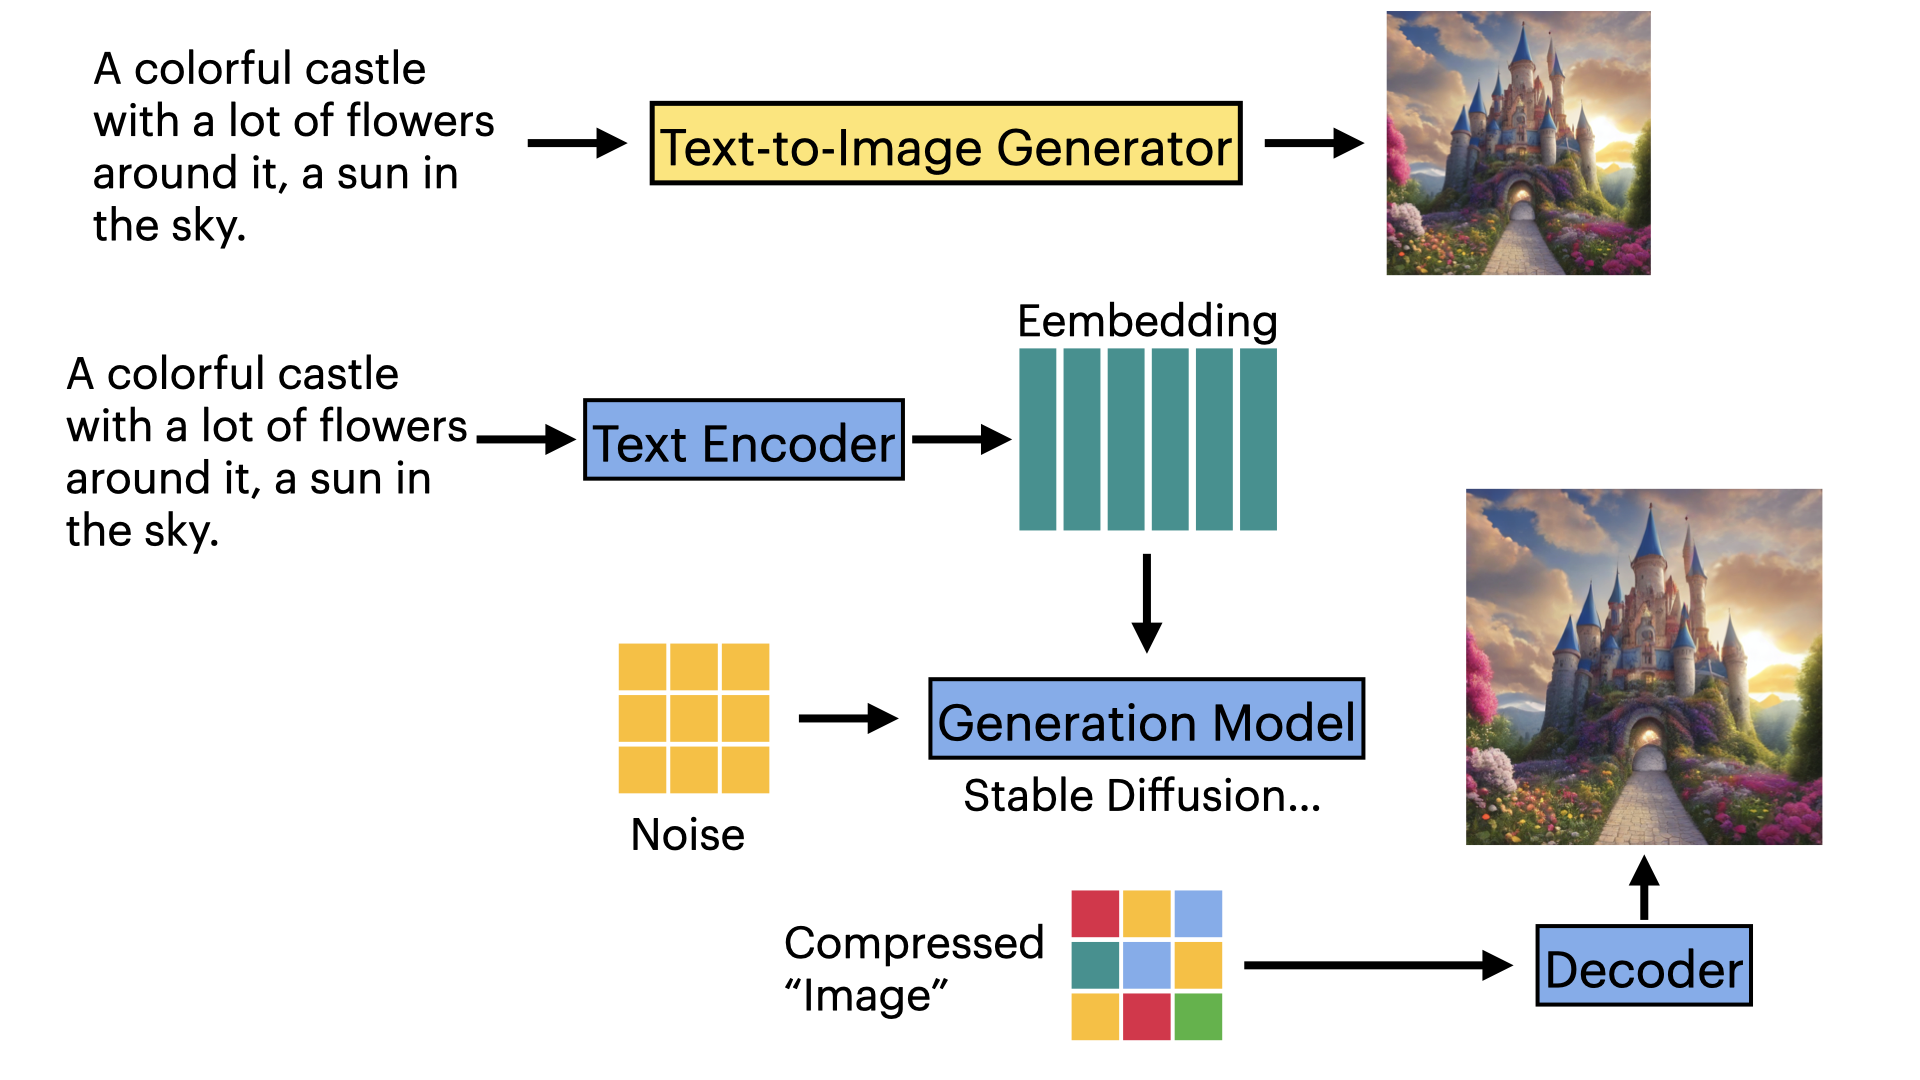 A colorful castle
with a lot of flowers
around it, a sun in
the sky.
Text-to-Image Generator
Eembedding
A colorful castle
with a lot of flowers
around it, a sun in
the sky.
Text Encoder
Generation Model
Stable Diffusion...
Noise
Compressed
“Image”
Decoder